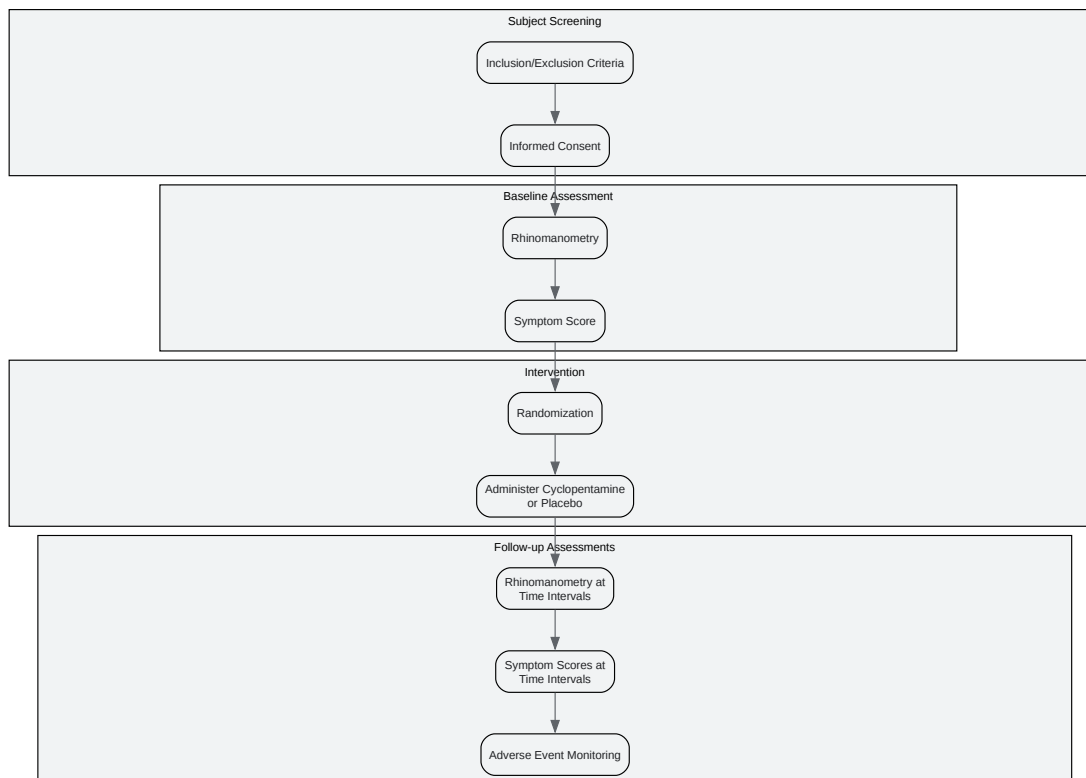 Subject Screening
Inclusion/Exclusion Criteria
Informed Consent
Baseline Assessment
Rhinomanometry
Symptom Score
Intervention
Randomization
Administer Cyclopentamine
or Placebo
Follow-up Assessments
Rhinomanometry at
Time Intervals
Symptom Scores at
Time Intervals
Adverse Event Monitoring